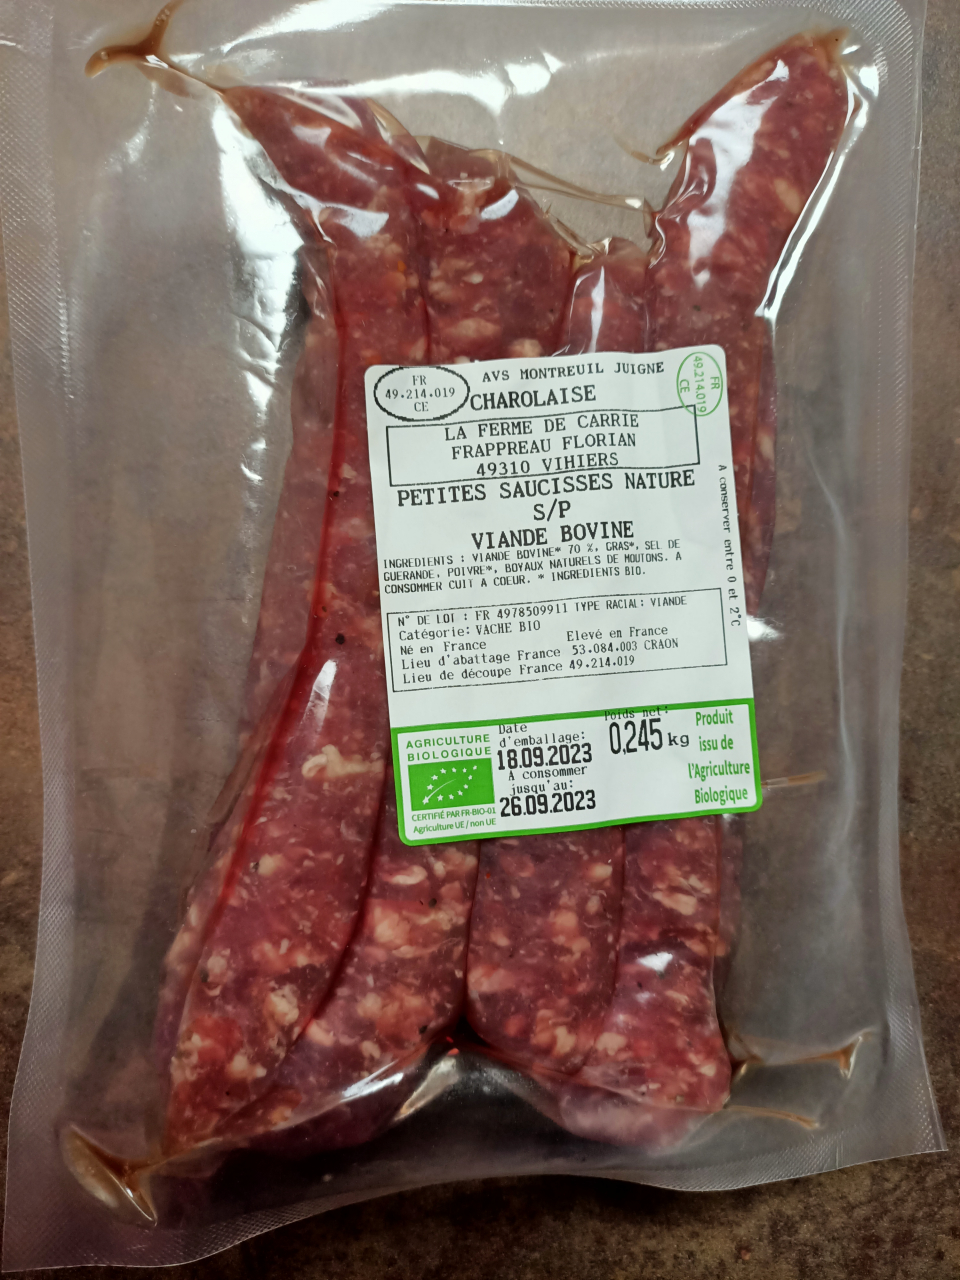 FR
49.214.019
CE
AVS MONTREUIL JUIGNE
CHAROLAISE
FR
49.214.019
CE
LA FERME DE CARRIE
FRAPPREAU FLORIAN
49310 VIHIERS
PETITES SAUCISSES NATURE
S/P
VIANDE BOVINE
INGREDIENTS : VIANDE BOVINE* 70 %, GRAS*, SEL DE
GUERANDE, POIVRE*, BOYAUX NATURELS DE MOUTONS. A
CONSOMMER CUIT A COEUR. * INGREDIENTS BIO.
A conserver entre 0 et 2°C
N° DE LOT : FR 4978509911 TYPE RACIAL: VIANDE
Catégorie: VACHE BIO
Né en France Elevé en France
Lieu d'abattage France 53.084.003 CRAON
Lieu de découpe France 49.214.019
AGRICULTURE
BIOLOGIQUE
CERTIFIÉ PAR FR-BIO-01
Agriculture UE / non UE
Date
d'emballage:
18.09.2023
A consommer
jusqu'au:
26.09.2023
Poids net:
0,245 kg
Produit
issu de
l'Agriculture
Biologique